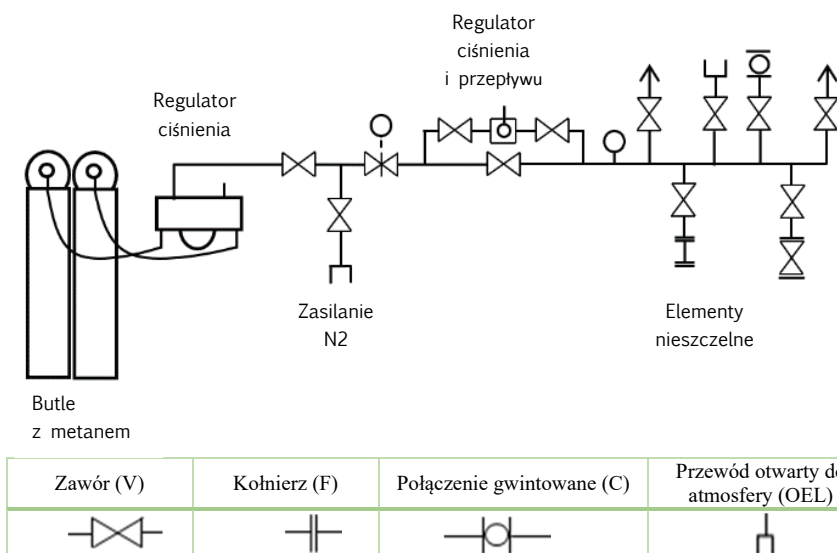 Regulator
ciśnienia
i przepływu
Regulator
ciśnienia
Zasilanie
N2
Elementy
nieszczelne
Butle
z metanem
Zawór (V)
Kołnierz (F)
Połączenie gwintowane (C)
Przewód otwarty do
atmosfery (OEL)